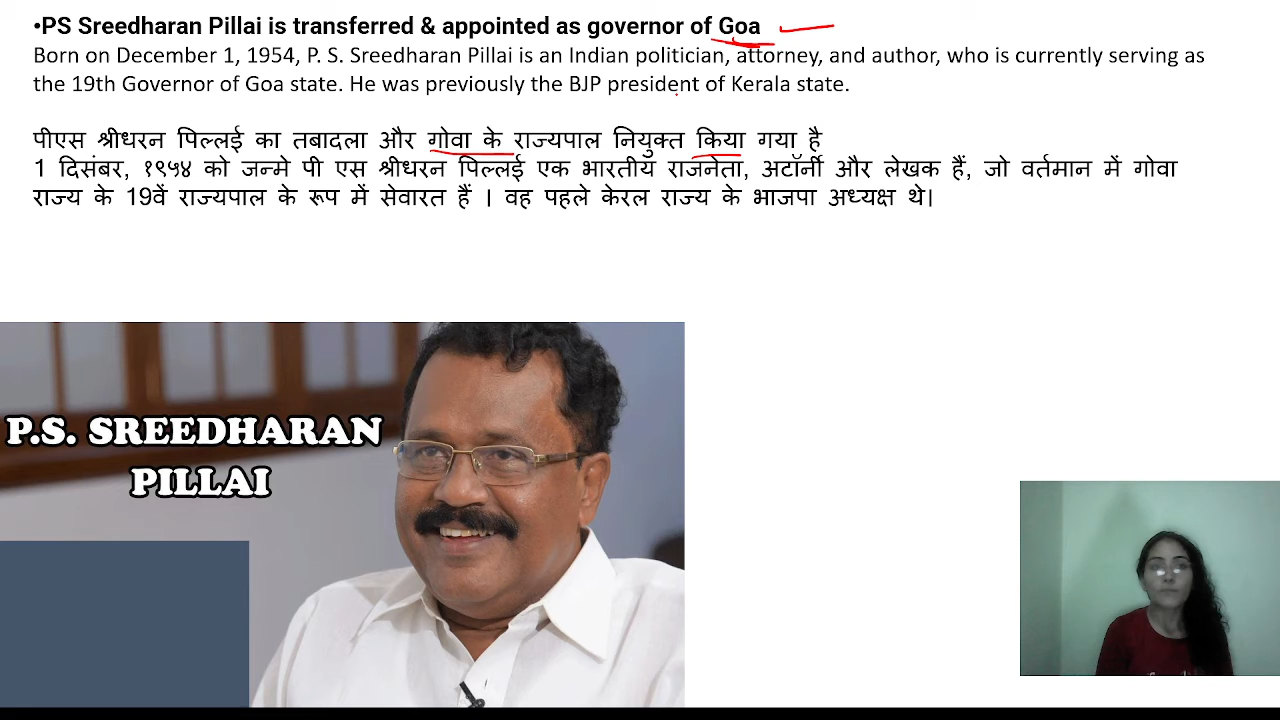 •PS Sreedharan Pillai is transferred & appointed as governor of Goa
Born on December 1, 1954, P. S. Sreedharan Pillai is an Indian politician, attorney, and author, who is currently serving as
the 19th Governor of Goa state. He was previously the BJP president of Kerala state.
पीएस श्रीधरन पिल्लई का तबादला और गोवा के राज्यपाल नियुक्त किया गया है
1 दिसंबर, १९५४ को जन्मे पी एस श्रीधरन पिल्लई एक भारतीय राजनेता, अटॉर्नी और लेखक हैं, जो वर्तमान में गोवा
राज्य के 19वें राज्यपाल के रूप में सेवारत हैं । वह पहले केरल राज्य के भाजपा अध्यक्ष थे।
P.S. SREEDHARAN
PILLAI